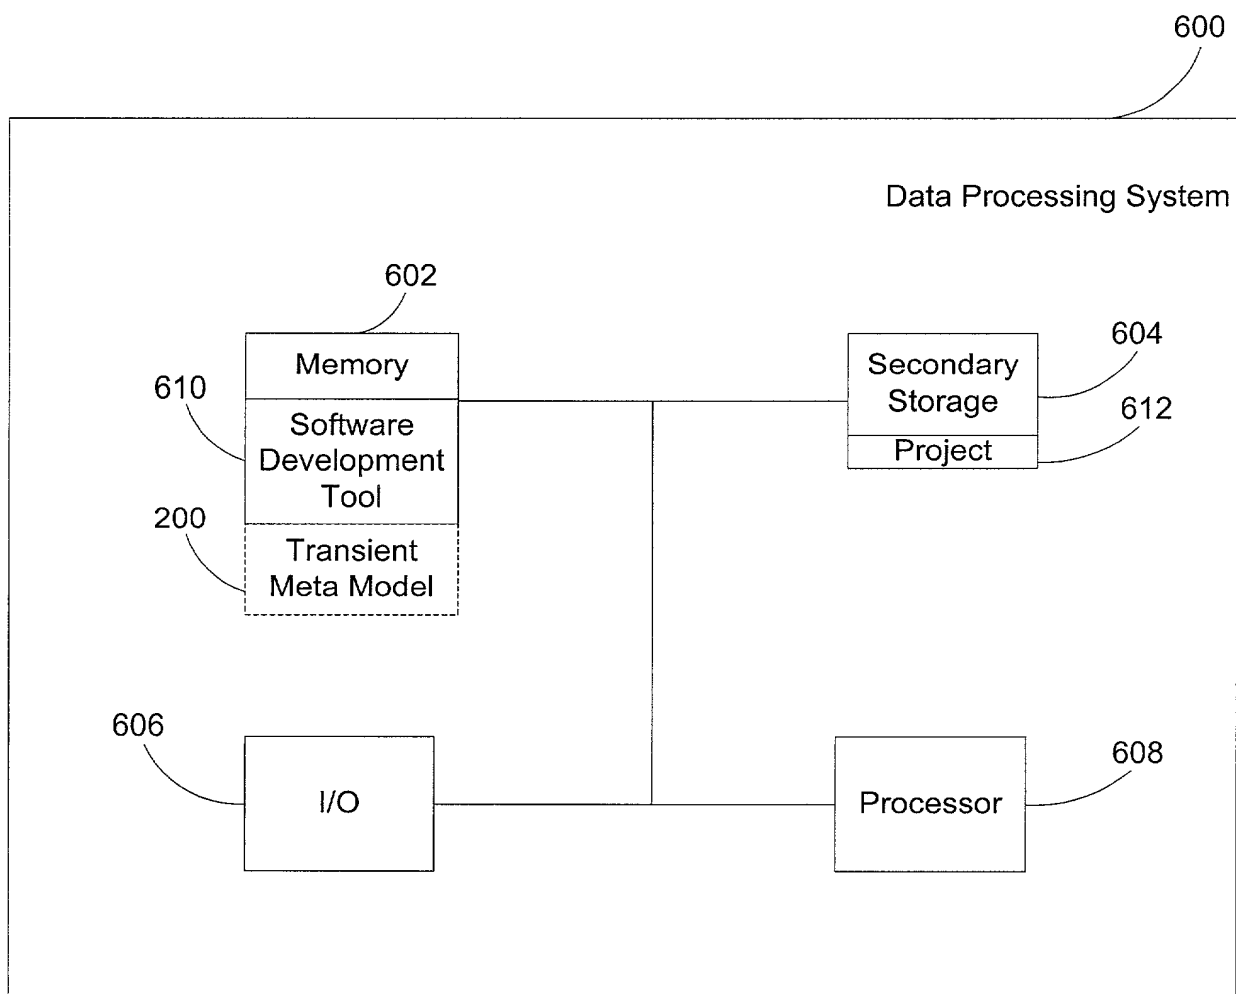 600
Data Processing System
602
Memory
610
Software
Development
Tool
200
Transient
Meta Model
604
Secondary
Storage
612
Project
606
I/O
608
Processor